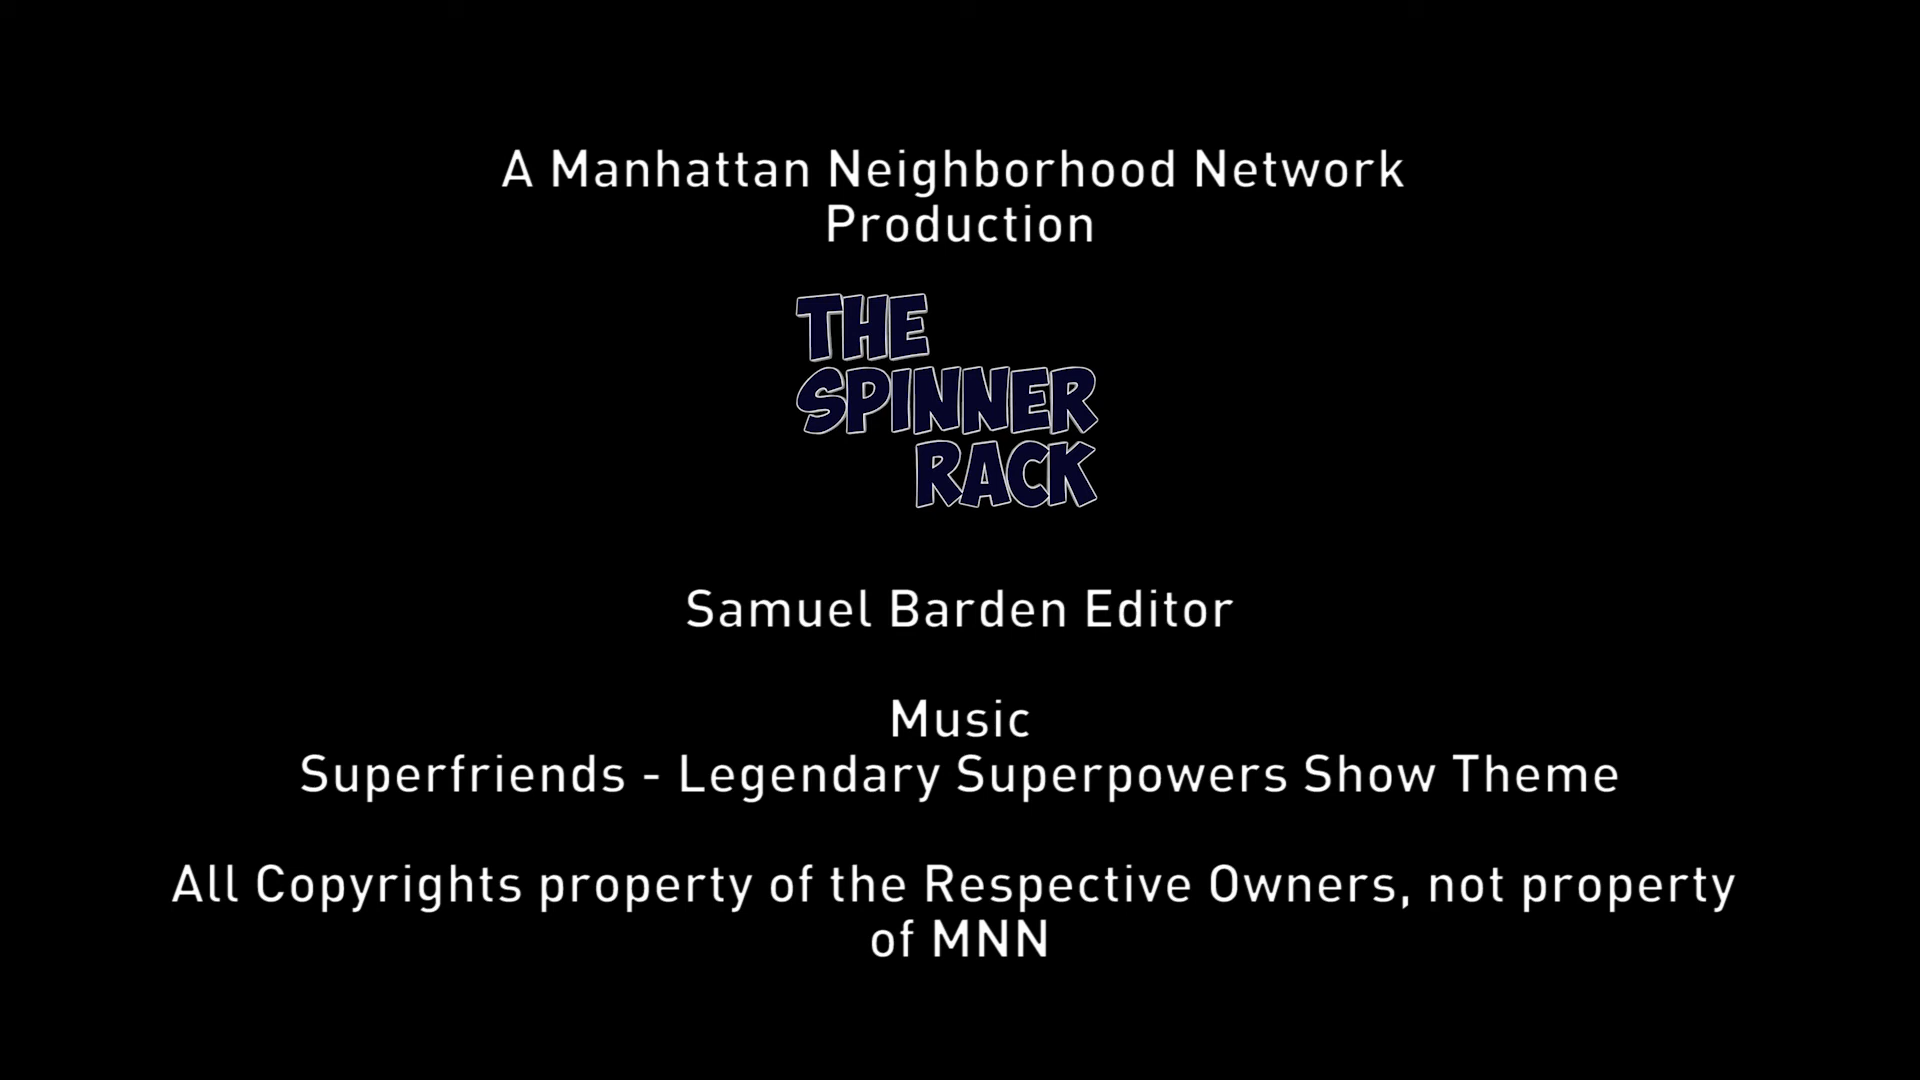 A Manhattan Neighborhood Network
Production
THE
SPINNER
RACK
Samuel Barden Editor
Music
Superfriends - Legendary Superpowers Show Theme
All Copyrights property of the Respective Owners, not property
of MNN